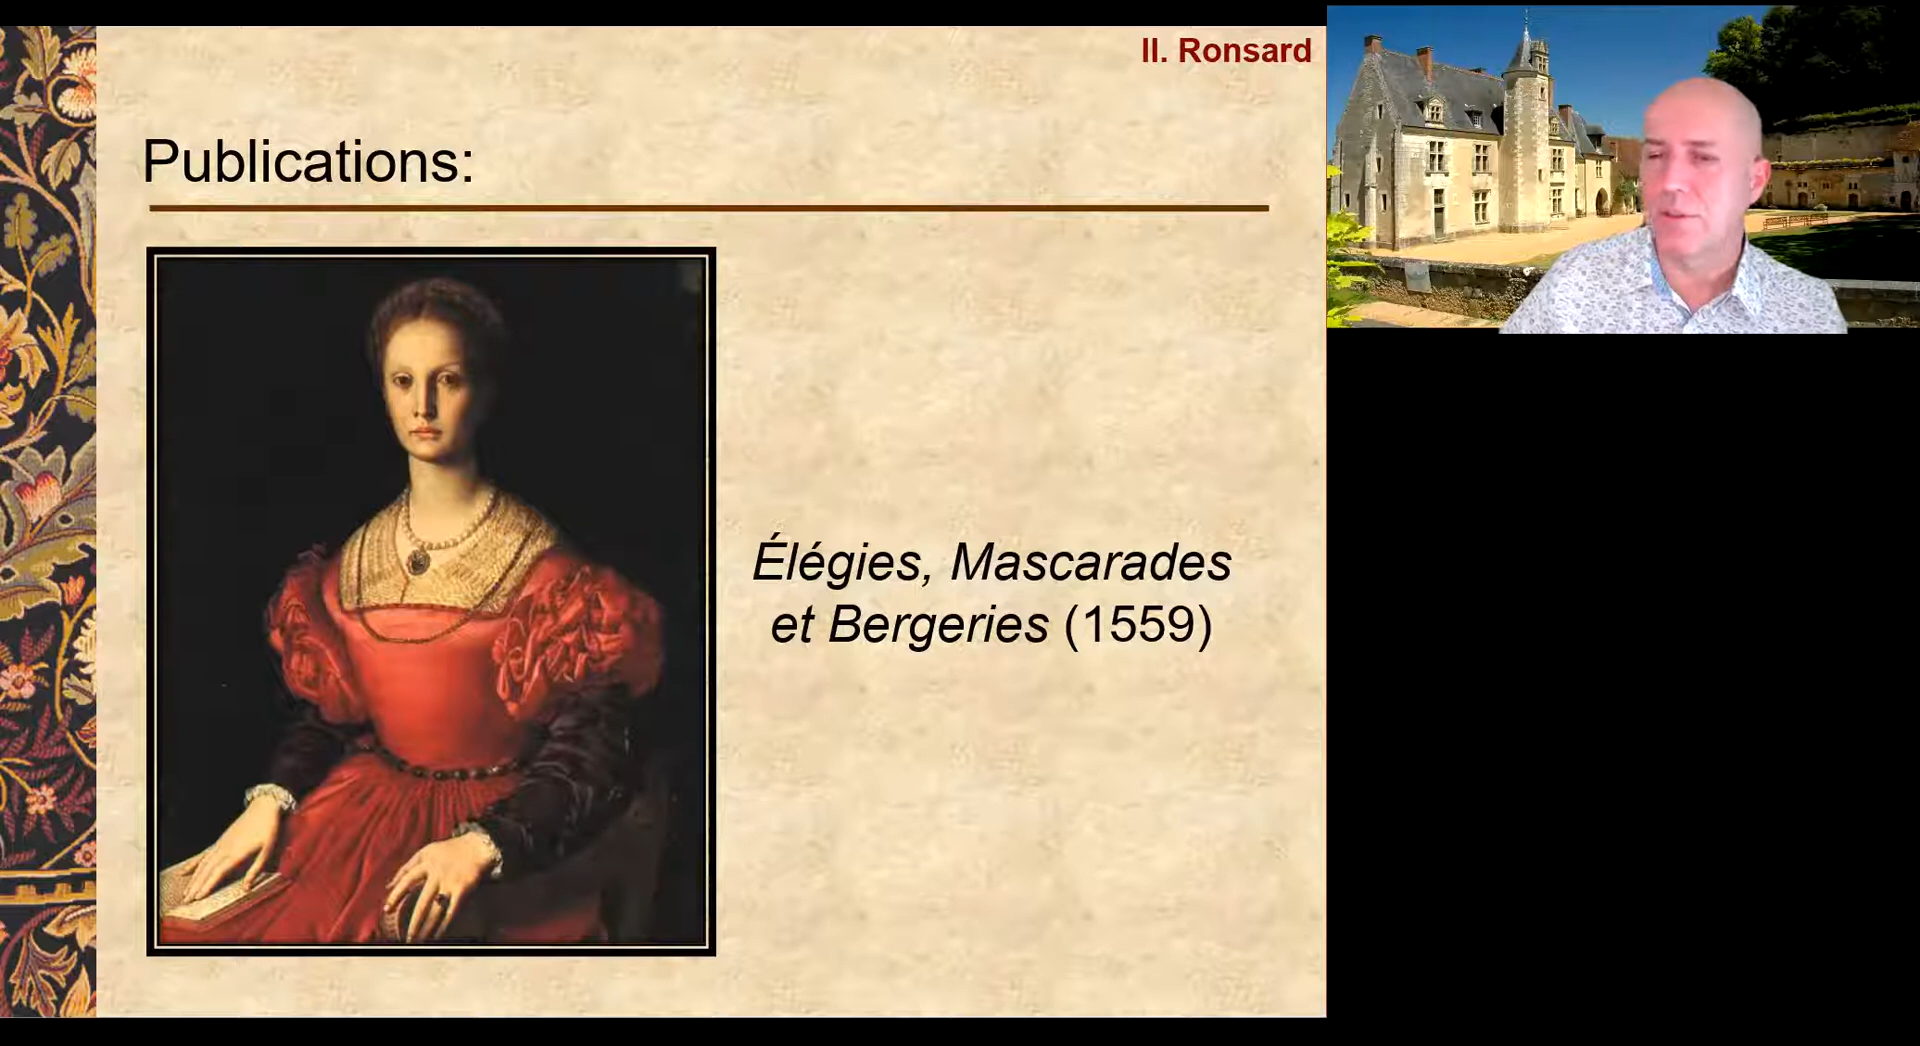 II. Ronsard
Publications:
Élégies, Mascarades
et Bergeries (1559)